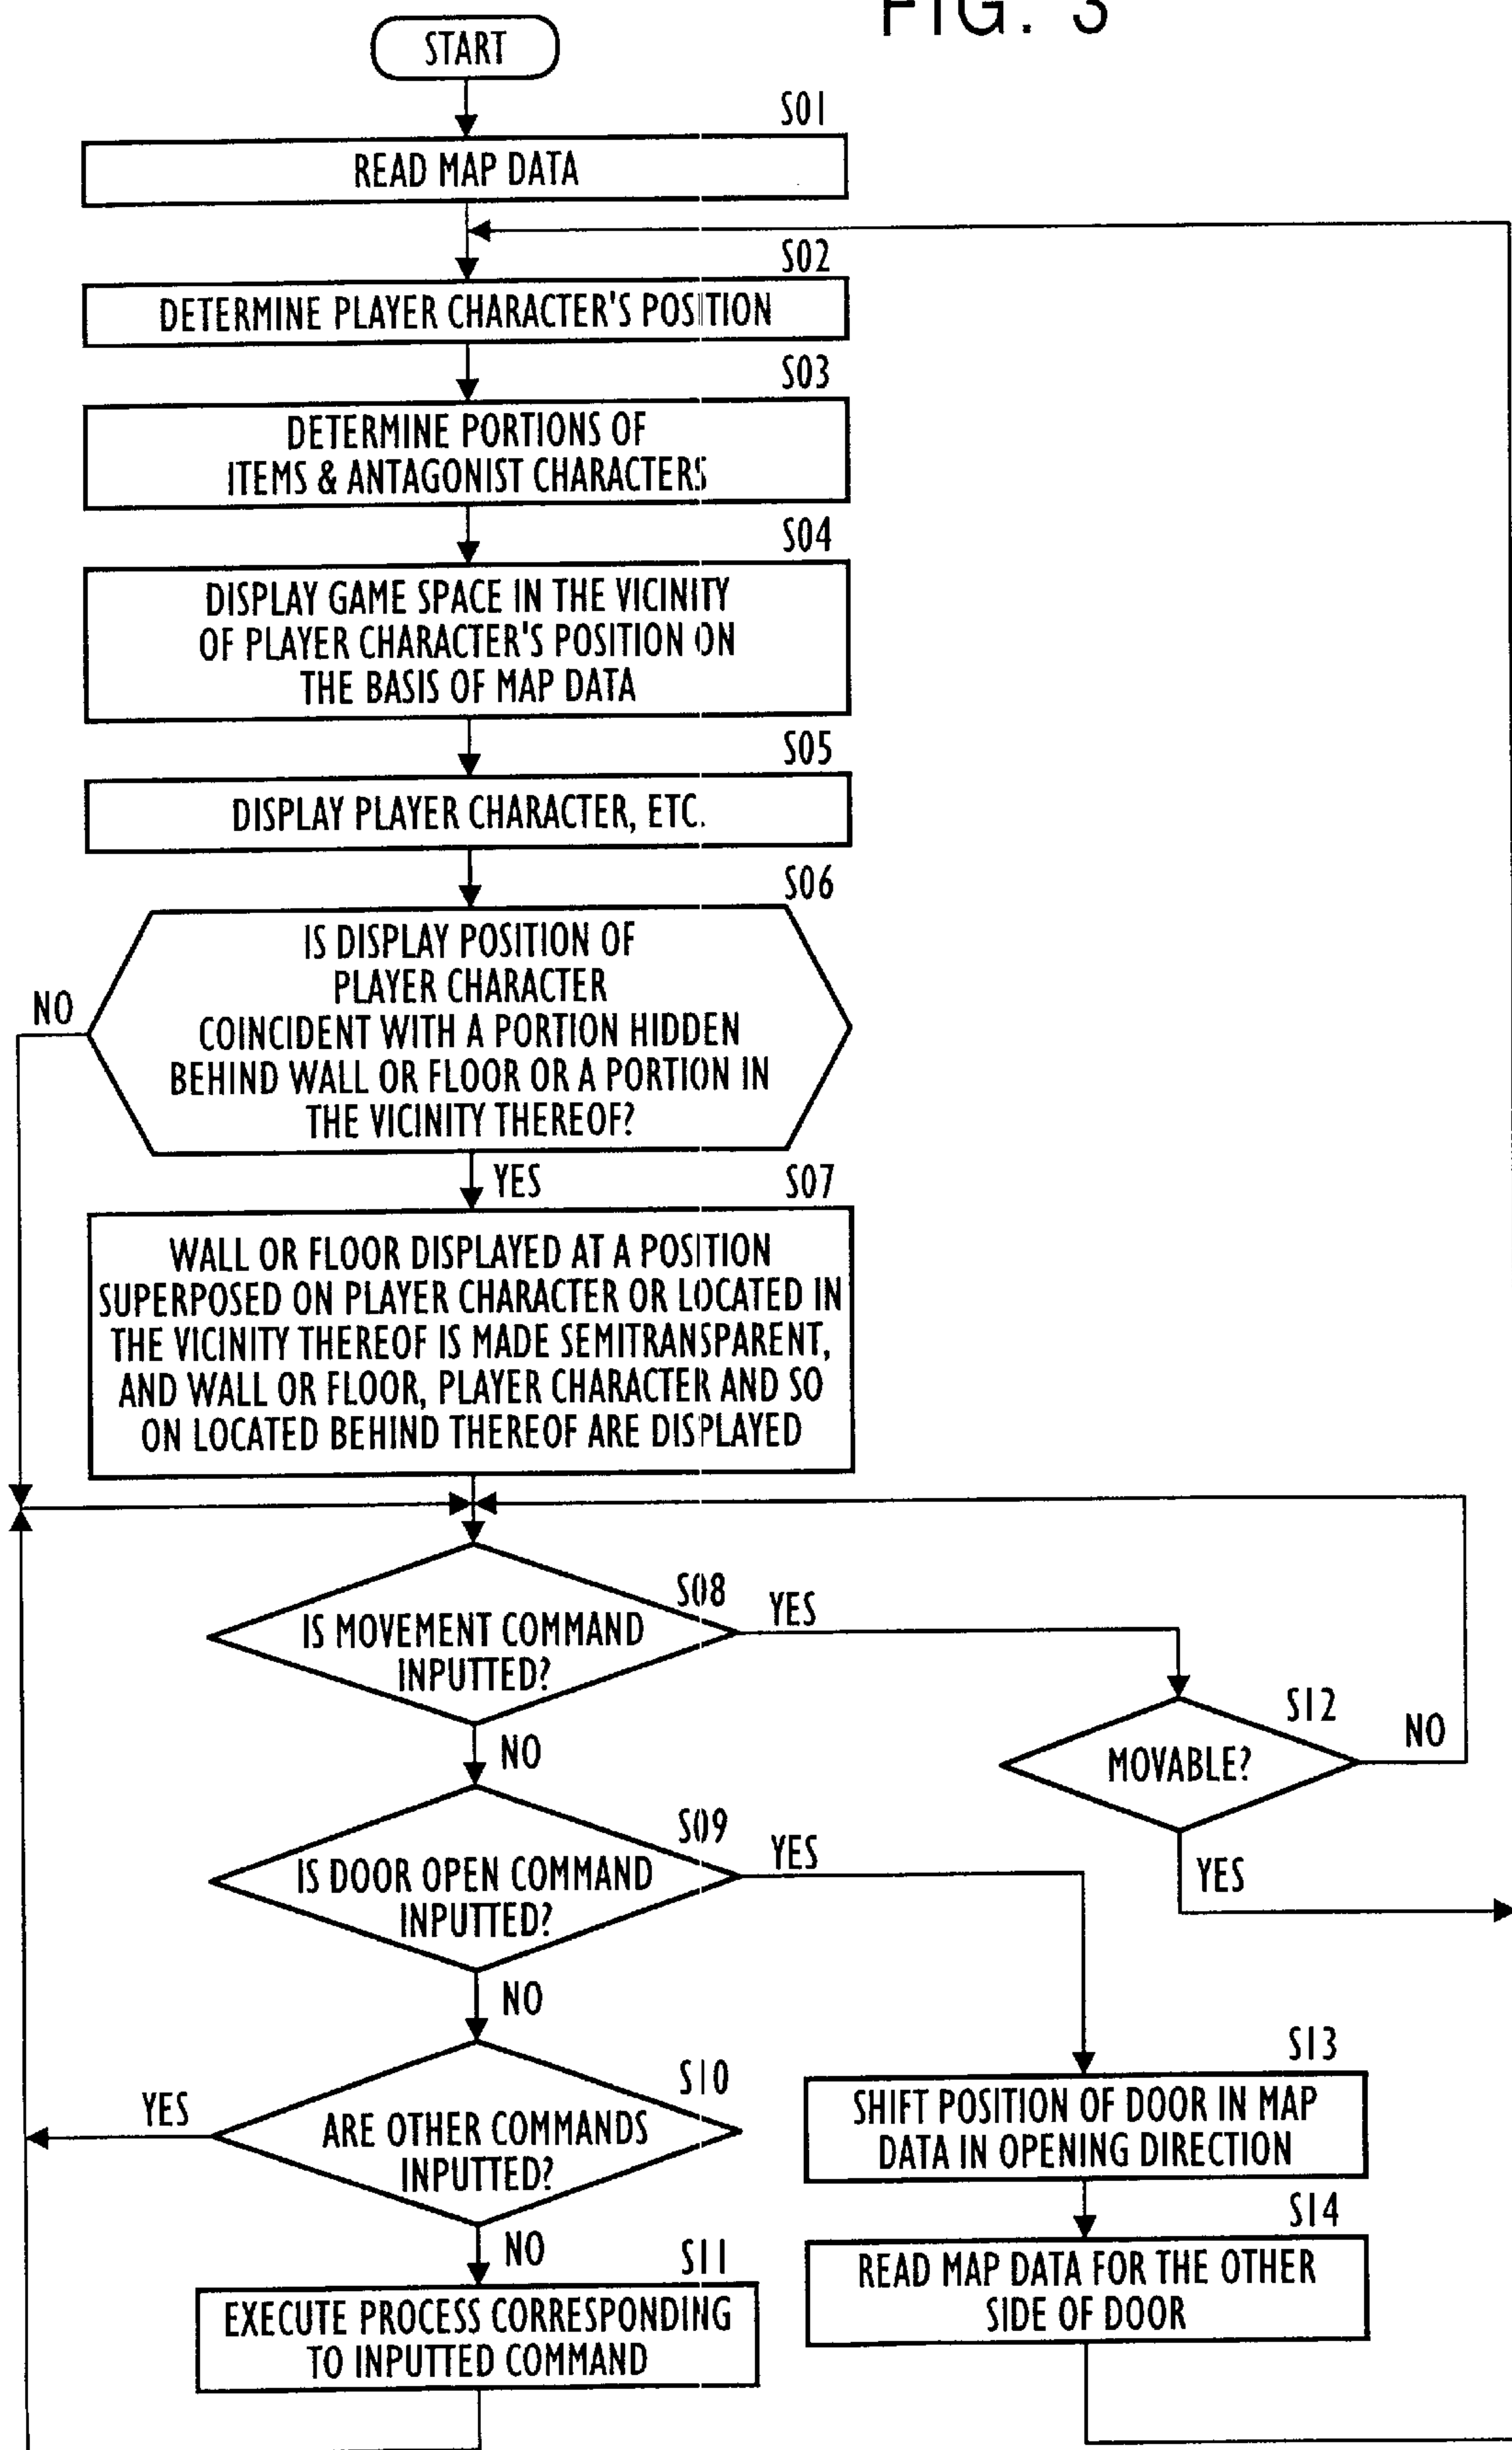 FIG. 3
START
S01
READ MAP DATA
S02
DETERMINE PLAYER CHARACTER'S POSITION
S03
DETERMINE PORTIONS OF
ITEMS & ANTAGONIST CHARACTERS
S04
DISPLAY GAME SPACE IN THE VICINITY
OF PLAYER CHARACTER'S POSITION ON
THE BASIS OF MAP DATA
S05
DISPLAY PLAYER CHARACTER, ETC.
S06
IS DISPLAY POSITION OF
PLAYER CHARACTER
COINCIDENT WITH A PORTION HIDDEN
BEHIND WALL OR FLOOR OR A PORTION IN
THE VICINITY THEREOF?
NO
YES
S07
WALL OR FLOOR DISPLAYED AT A POSITION
SUPERPOSED ON PLAYER CHARACTER OR LOCATED IN
THE VICINITY THEREOF IS MADE SEMITRANSPARENT,
AND WALL OR FLOOR, PLAYER CHARACTER AND SO
ON LOCATED BEHIND THEREOF ARE DISPLAYED
S08
IS MOVEMENT COMMAND
INPUTTED?
YES
NO
S12
MOVABLE?
NO
YES
S09
IS DOOR OPEN COMMAND
INPUTTED?
YES
NO
S10
ARE OTHER COMMANDS
INPUTTED?
YES
NO
S11
EXECUTE PROCESS CORRESPONDING
TO INPUTTED COMMAND
S13
SHIFT POSITION OF DOOR IN MAP
DATA IN OPENING DIRECTION
S14
READ MAP DATA FOR THE OTHER
SIDE OF DOOR